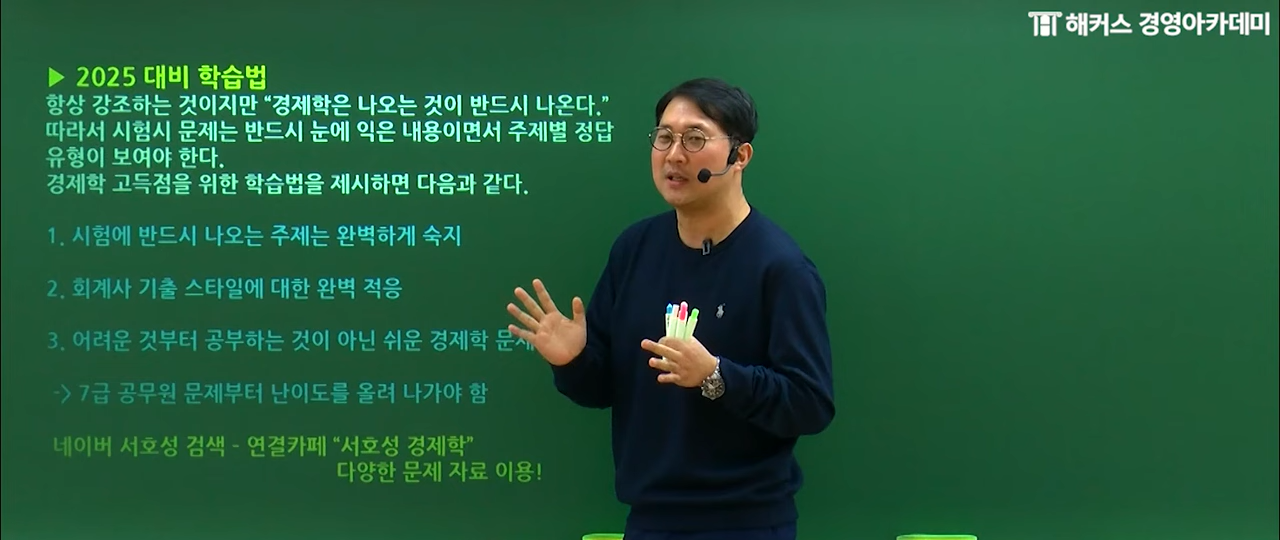 해커스 경영아카데미
▶ 2025 대비 학습법
항상 강조하는 것이지만 “경제학은 나오는 것이 반드시 나온다.”
따라서 시험시 문제는 반드시 눈에 익은 내용이면서 주제별 정답
유형이 보여야 한다.
경제학 고득점을 위한 학습법을 제시하면 다음과 같다.
1. 시험에 반드시 나오는 주제는 완벽하게 숙지
2. 회계사 기출 스타일에 대한 완벽 적응
3. 어려운 것부터 공부하는 것이 아닌 쉬운 경제학
-> 7급 공무원 문제부터 난이도를 올려 나가야 함
네이버 서호성 검색 - 연결카페 “서호성 경제학”
다양한 문제 자료 이용!